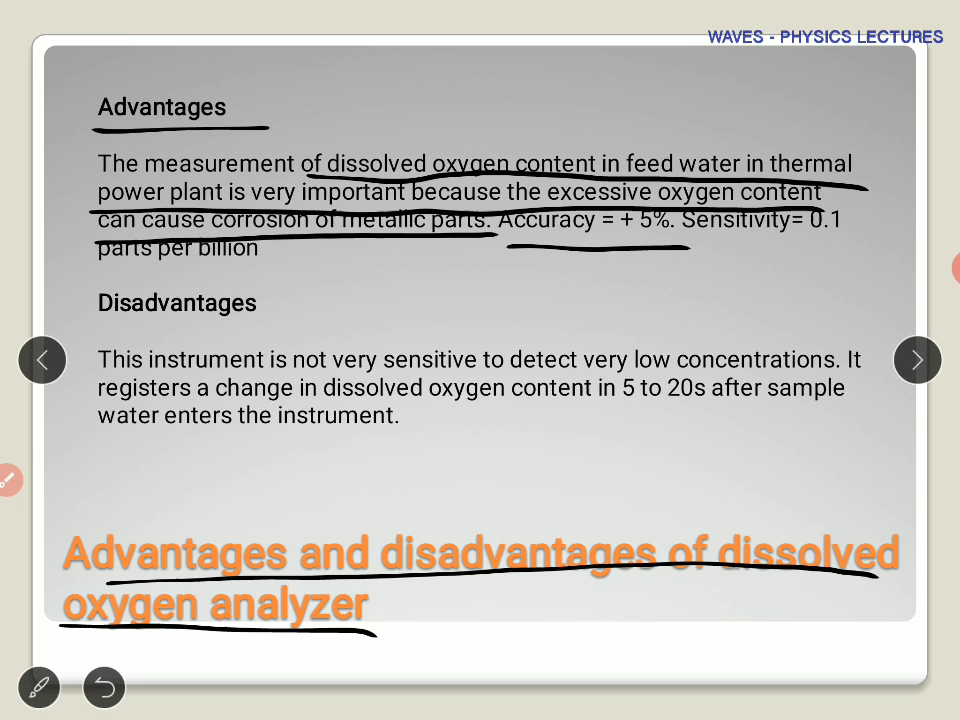 WAVES - PHYSICS LECTURES
Advantages
The measurement of dissolved oxygen content in feed water in thermal
power plant is very important because the excessive oxygen content
can cause corrosion of metallic parts. Accuracy = + 5%. Sensitivity= 0.1
parts per billion
Disadvantages
This instrument is not very sensitive to detect very low concentrations. It
registers a change in dissolved oxygen content in 5 to 20s after sample
water enters the instrument.
Advantages and disadvantages of dissolved
oxygen analyzer